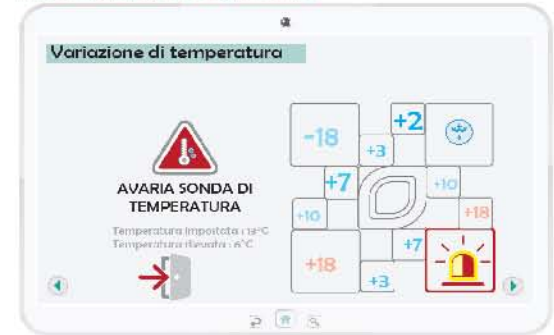 Variazione di temperatura
-18
+2
+3
+7
+10
AVARIA SONDA DI
TEMPERATURA
+10
+18
Temperatura impostata
Temperatura rilevata : 6°C
+7
+18
+3